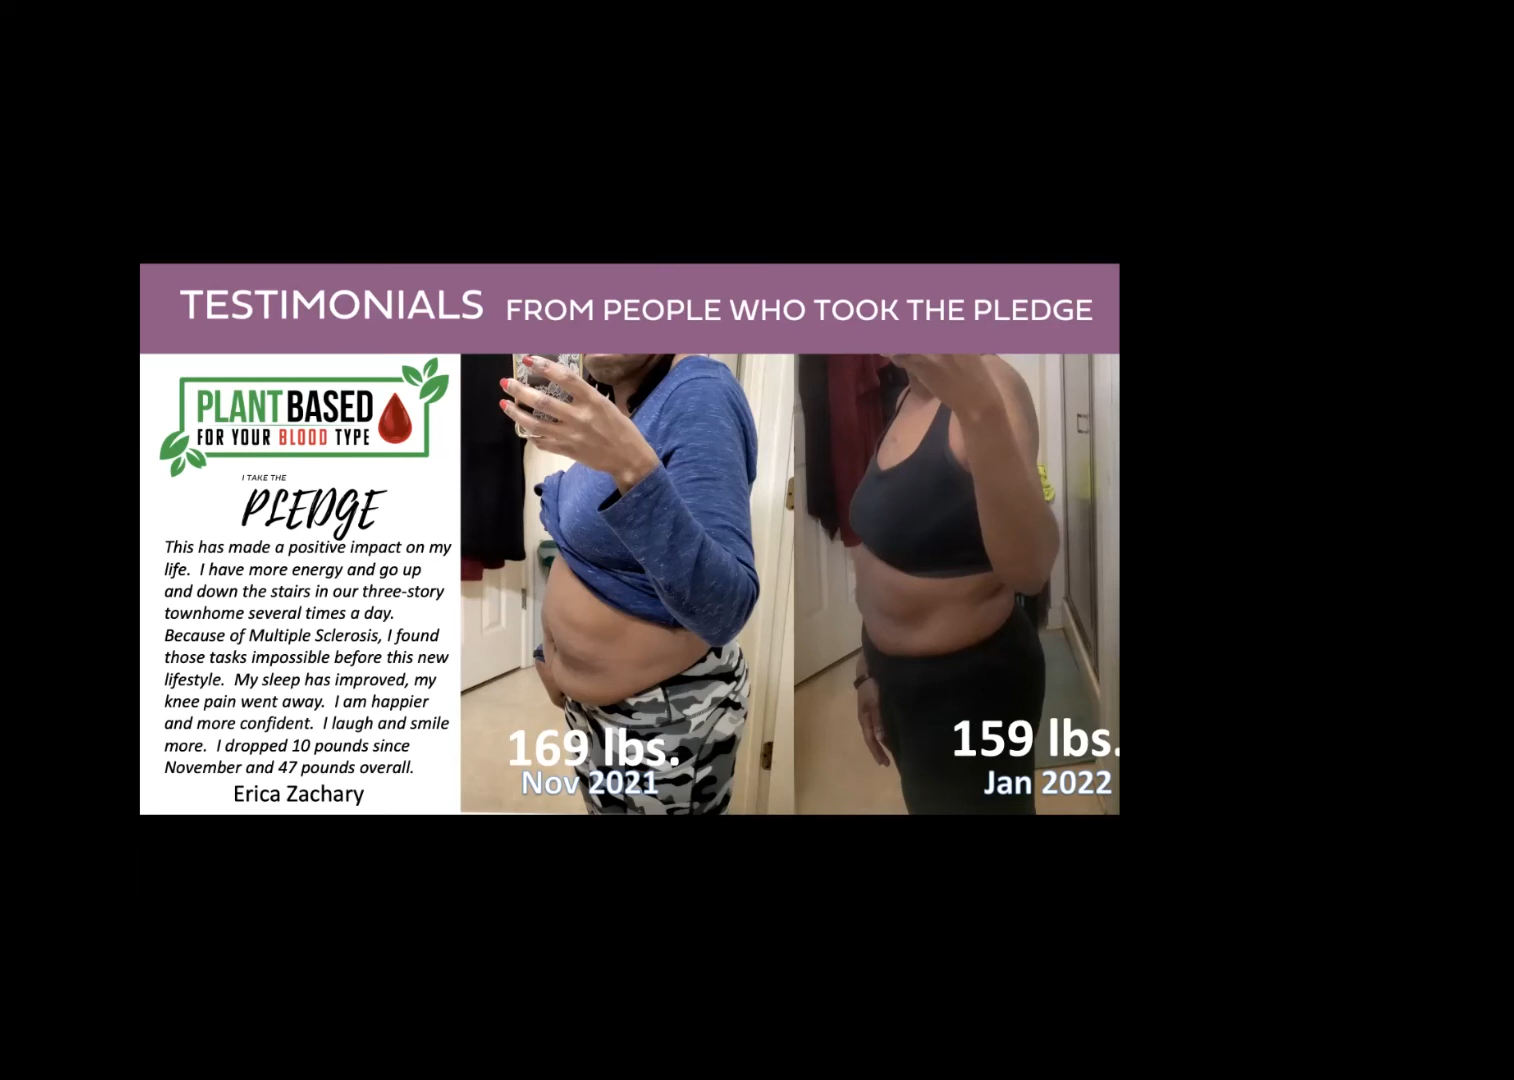 TESTIMONIALS FROM PEOPLE WHO TOOK THE PLEDGE
PLANT BASED
FOR YOUR BLOOD TYPE
I TAKE THE
PLEDGE
This has made a positive impact on my
life. I have more energy and go up
and down the stairs in our three-story
townhome several times a day.
Because of Multiple Sclerosis, I found
those tasks impossible before this new
lifestyle. My sleep has improved, my
knee pain went away. I am happier
and more confident. I laugh and smile
more. I dropped 10 pounds since
November and 47 pounds overall.
Erica Zachary
169 lbs.
Nov 2021
159 lbs.
Jan 2022